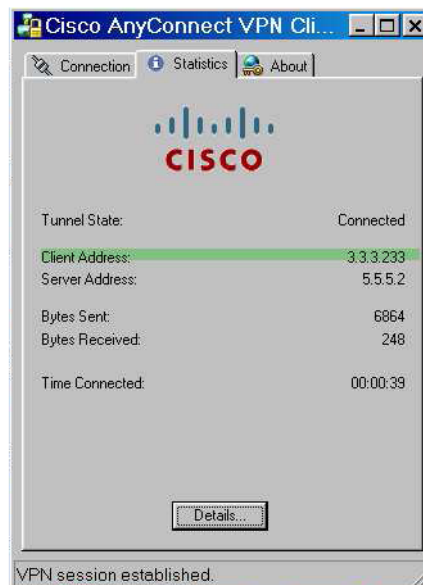 Cisco AnyConnect VPN Cli...
Connection Statistics About
CISCO
Tunnel State: Connected
Client Address: 3.3.3.233
Server Address: 5.5.5.2
Bytes Sent: 6864
Bytes Received: 248
Time Connected: 00:00:39
Details...
VPN session established.